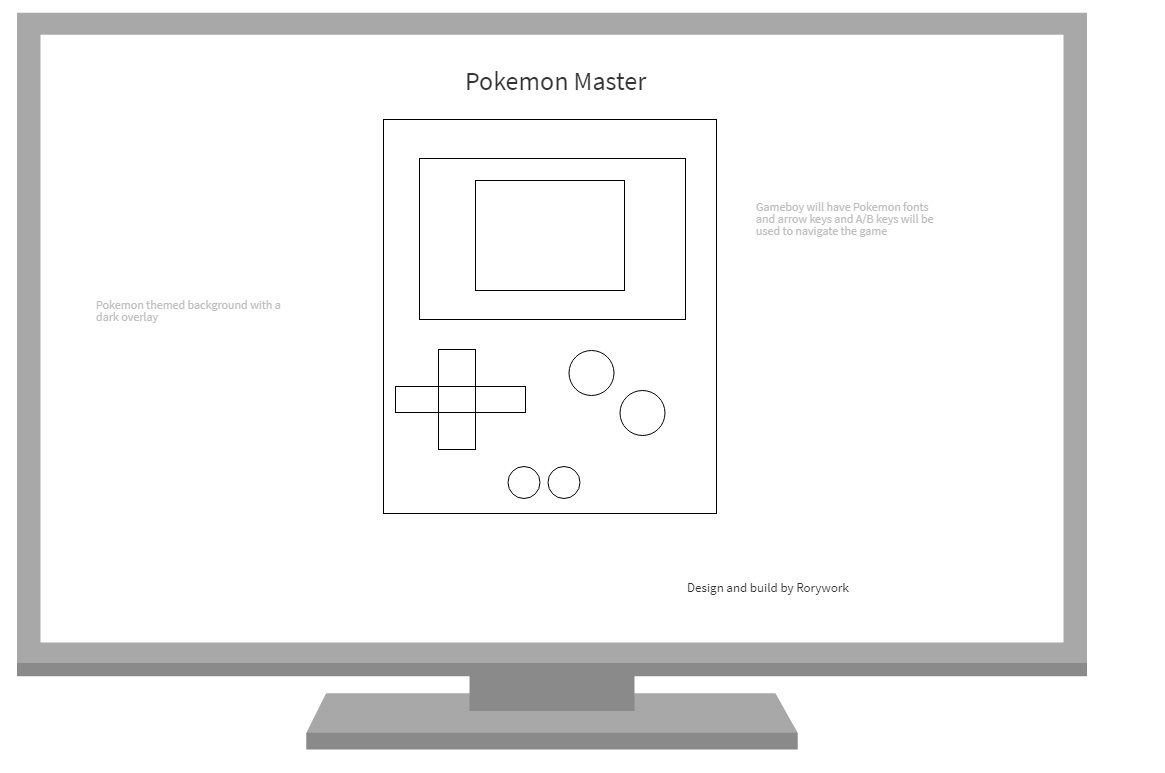 Pokemon Master
Gameboy will have Pokemon fonts
and arrow keys and A/B keys will be
used to navigate the game
Pokemon themed background with a
dark overlay
Design and build by Rorywork